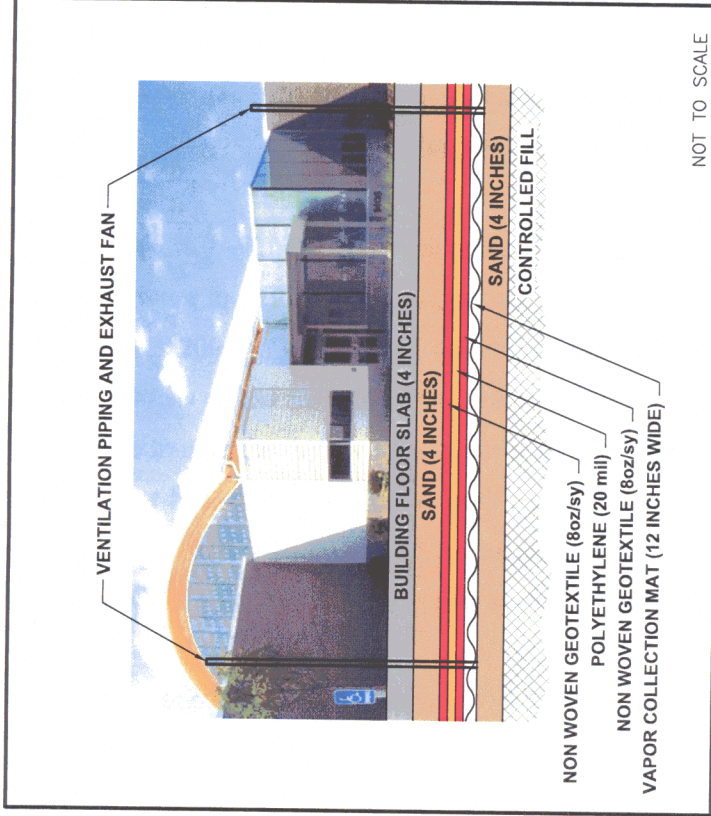 VENTILATION PIPING AND EXHAUST FAN
BUILDING FLOOR SLAB (4 INCHES)
SAND (4 INCHES)
SAND (4 INCHES)
CONTROLLED FILL
NON WOVEN GEOTEXTILE (8oz/sy)
POLYETHYLENE (20 mil)
NON WOVEN GEOTEXTILE (8oz/sy)
VAPOR COLLECTION MAT (12 INCHES WIDE)
NOT TO SCALE